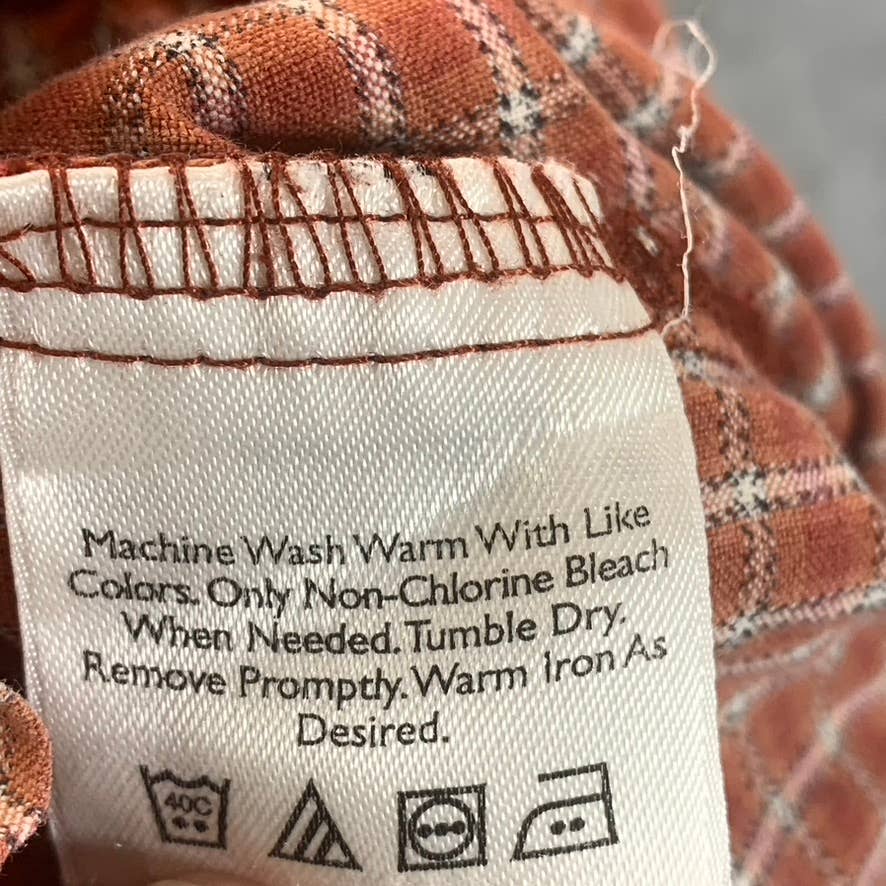 Machine Wash Warm With Like
Colors. Only Non-Chlorine Bleach
When Needed. Tumble Dry.
Remove Promptly. Warm Iron As
Desired.
40C